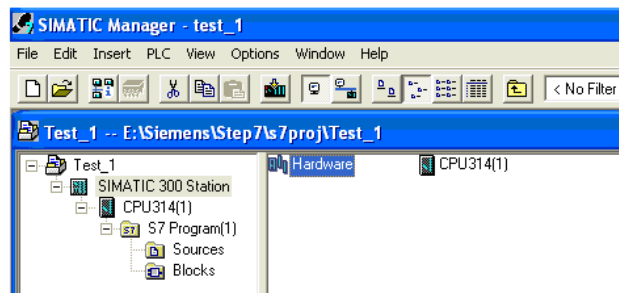 SIMATIC Manager - test_1
File Edit Insert PLC View Options Window Help
< No Filter
Test_1 -- E:\Siemens\Step7\s7proj\Test_1
Test_1 Hardware CPU314(1)
SIMATIC 300 Station
CPU314(1)
S7 Program(1)
Sources
Blocks